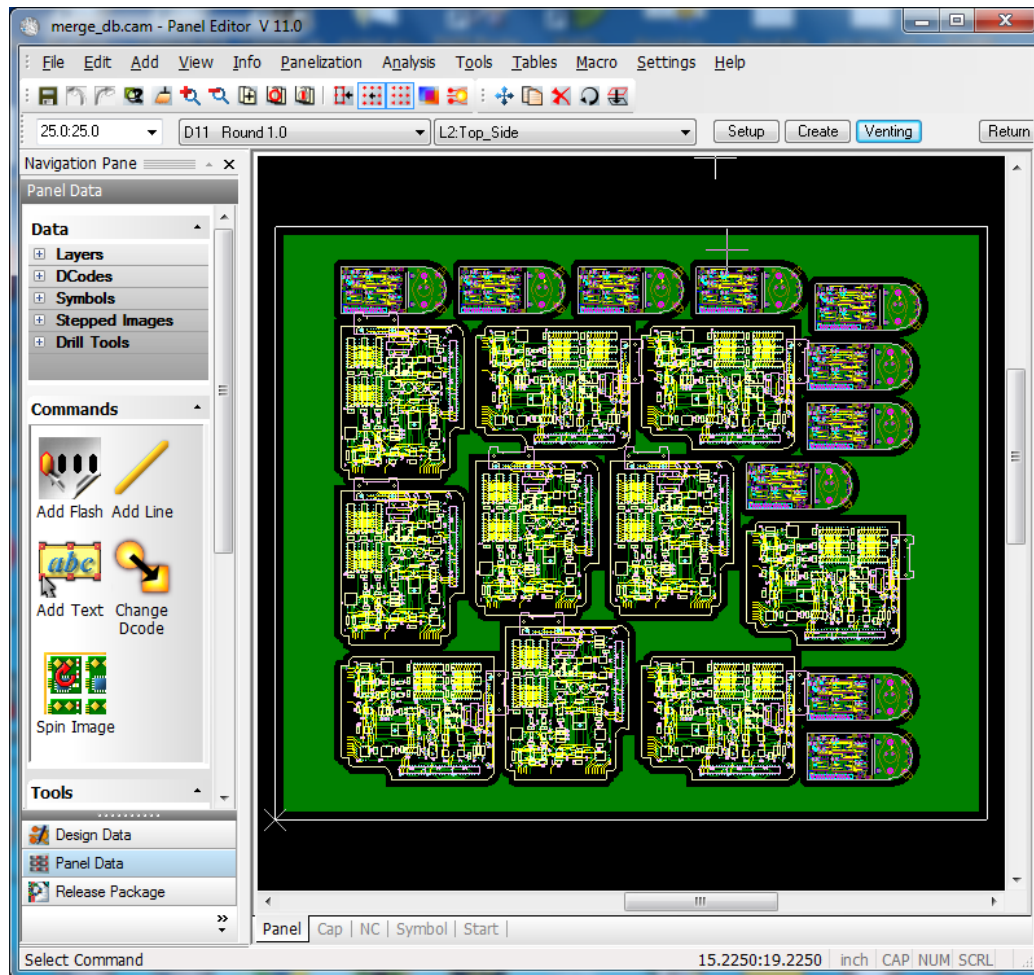 merge_db.cam - Panel Editor V 11.0
File Edit Add View Info Panelization Analysis Tools Tables Macro Settings Help
25.0:25.0 D11 Round 1.0 L2:Top_Side Setup Create Venting Return
Navigation Pane
Panel Data
Data
Layers
DCodes
Symbols
Stepped Images
Drill Tools
Commands
Add Flash Add Line
abc
Add Text Change
Dcode
Spin Image
Tools
Design Data
Panel Data
Release Package
Panel Cap NC Symbol Start
Select Command 15.2250:19.2250 inch CAP NUM SCRL